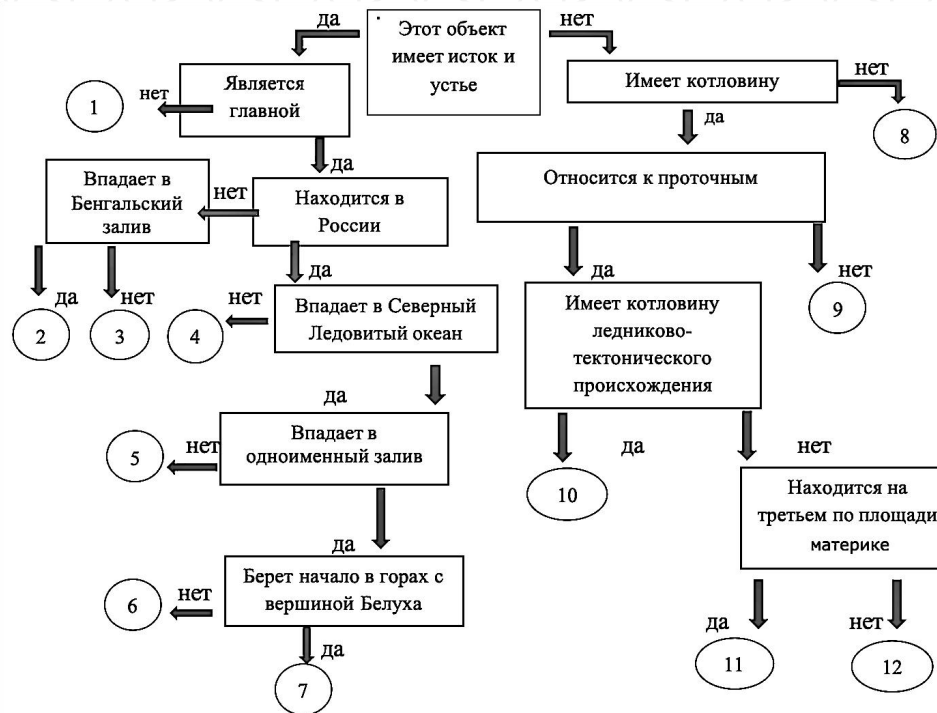 да
Этот объект
имеет исток и
устье
нет
Является
главной
нет
1
да
Имеет котловину
нет
8
да
Впадает в
Бенгальский
залив
нет
Находится в
России
Относится к проточным
да
2
нет
3
да
нет
4
Впадает в Северный
Ледовитый океан
да
нет
9
Имеет котловину
ледниково-
тектонического
происхождения
да
нет
5
Впадает в
одноименный залив
да
10
нет
Находится на
третьем по площади
материке
да
нет
6
Берет начало в горах с
вершиной Белуха
да
7
да
11
нет
12